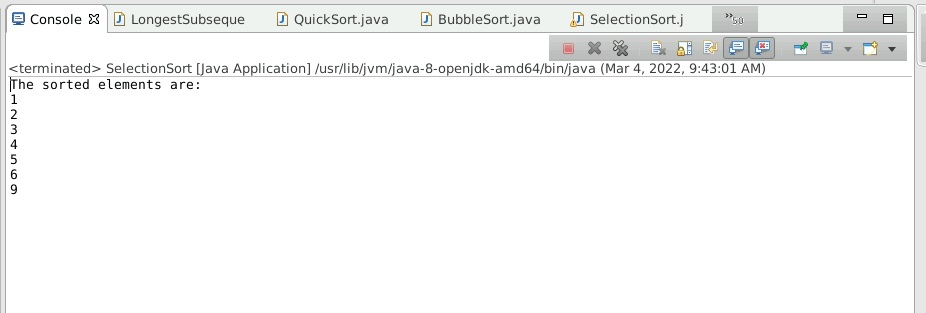 Console LongestSubseque QuickSort.java BubbleSort.java SelectionSort.j »50
<terminated> SelectionSort [Java Application] /usr/lib/jvm/java-8-openjdk-amd64/bin/java (Mar 4, 2022, 9:43:01 AM)
The sorted elements are:
1
2
3
4
5
6
9